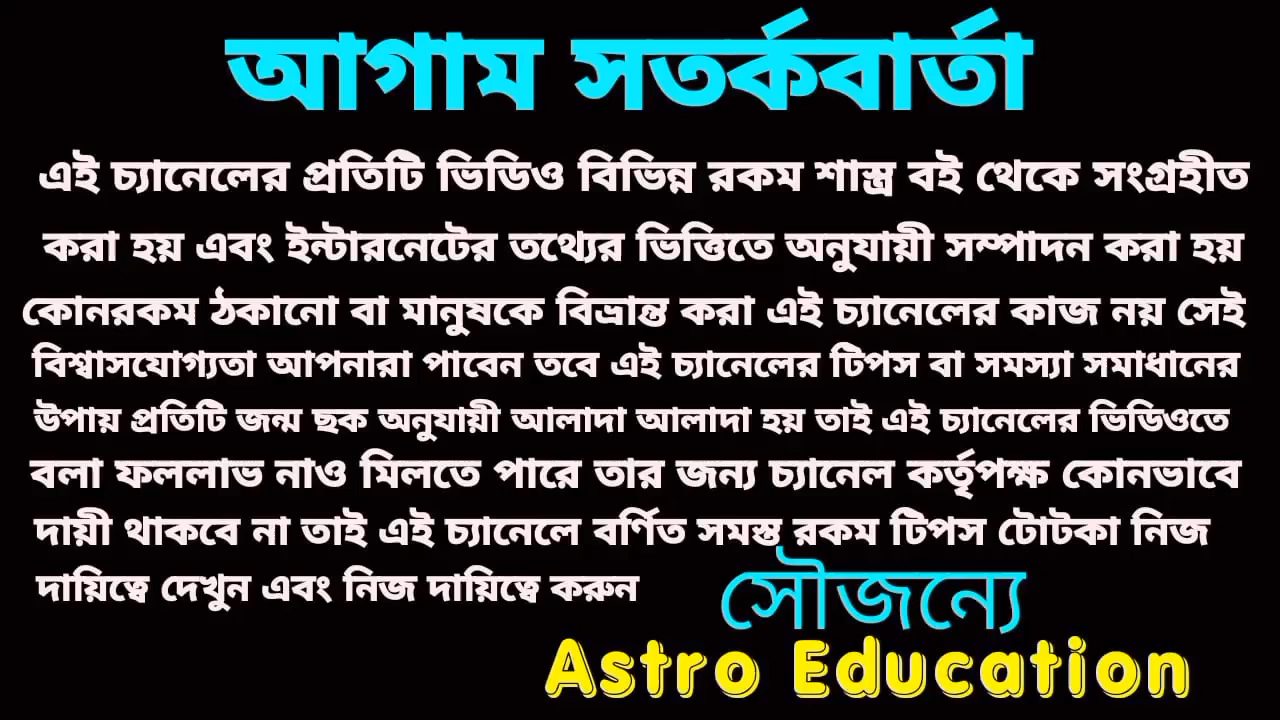 আগাম সতর্কবার্তা
এই চ্যানেলের প্রতিটি ভিডিও বিভিন্ন রকম শাস্ত্র বই থেকে সংগ্রহীত
করা হয় এবং ইন্টারনেটের তথ্যের ভিত্তিতে অনুযায়ী সম্পাদন করা হয়
কোনরকম ঠকানো বা মানুষকে বিভ্রান্ত করা এই চ্যানেলের কাজ নয় সেই
বিশ্বাসযোগ্যতা আপনারা পাবেন তবে এই চ্যানেলের টিপস বা সমস্যা সমাধানের
উপায় প্রতিটি জন্ম ছক অনুযায়ী আলাদা আলাদা হয় তাই এই চ্যানেলের ভিডিওতে
বলা ফললাভ নাও মিলতে পারে তার জন্য চ্যানেল কর্তৃপক্ষ কোনভাবে
দায়ী থাকবে না তাই এই চ্যানেলে বর্ণিত সমস্ত রকম টিপস টোটকা নিজ
দায়িত্বে দেখুন এবং নিজ দায়িত্বে করুন
সৌজন্যে
Astro Education